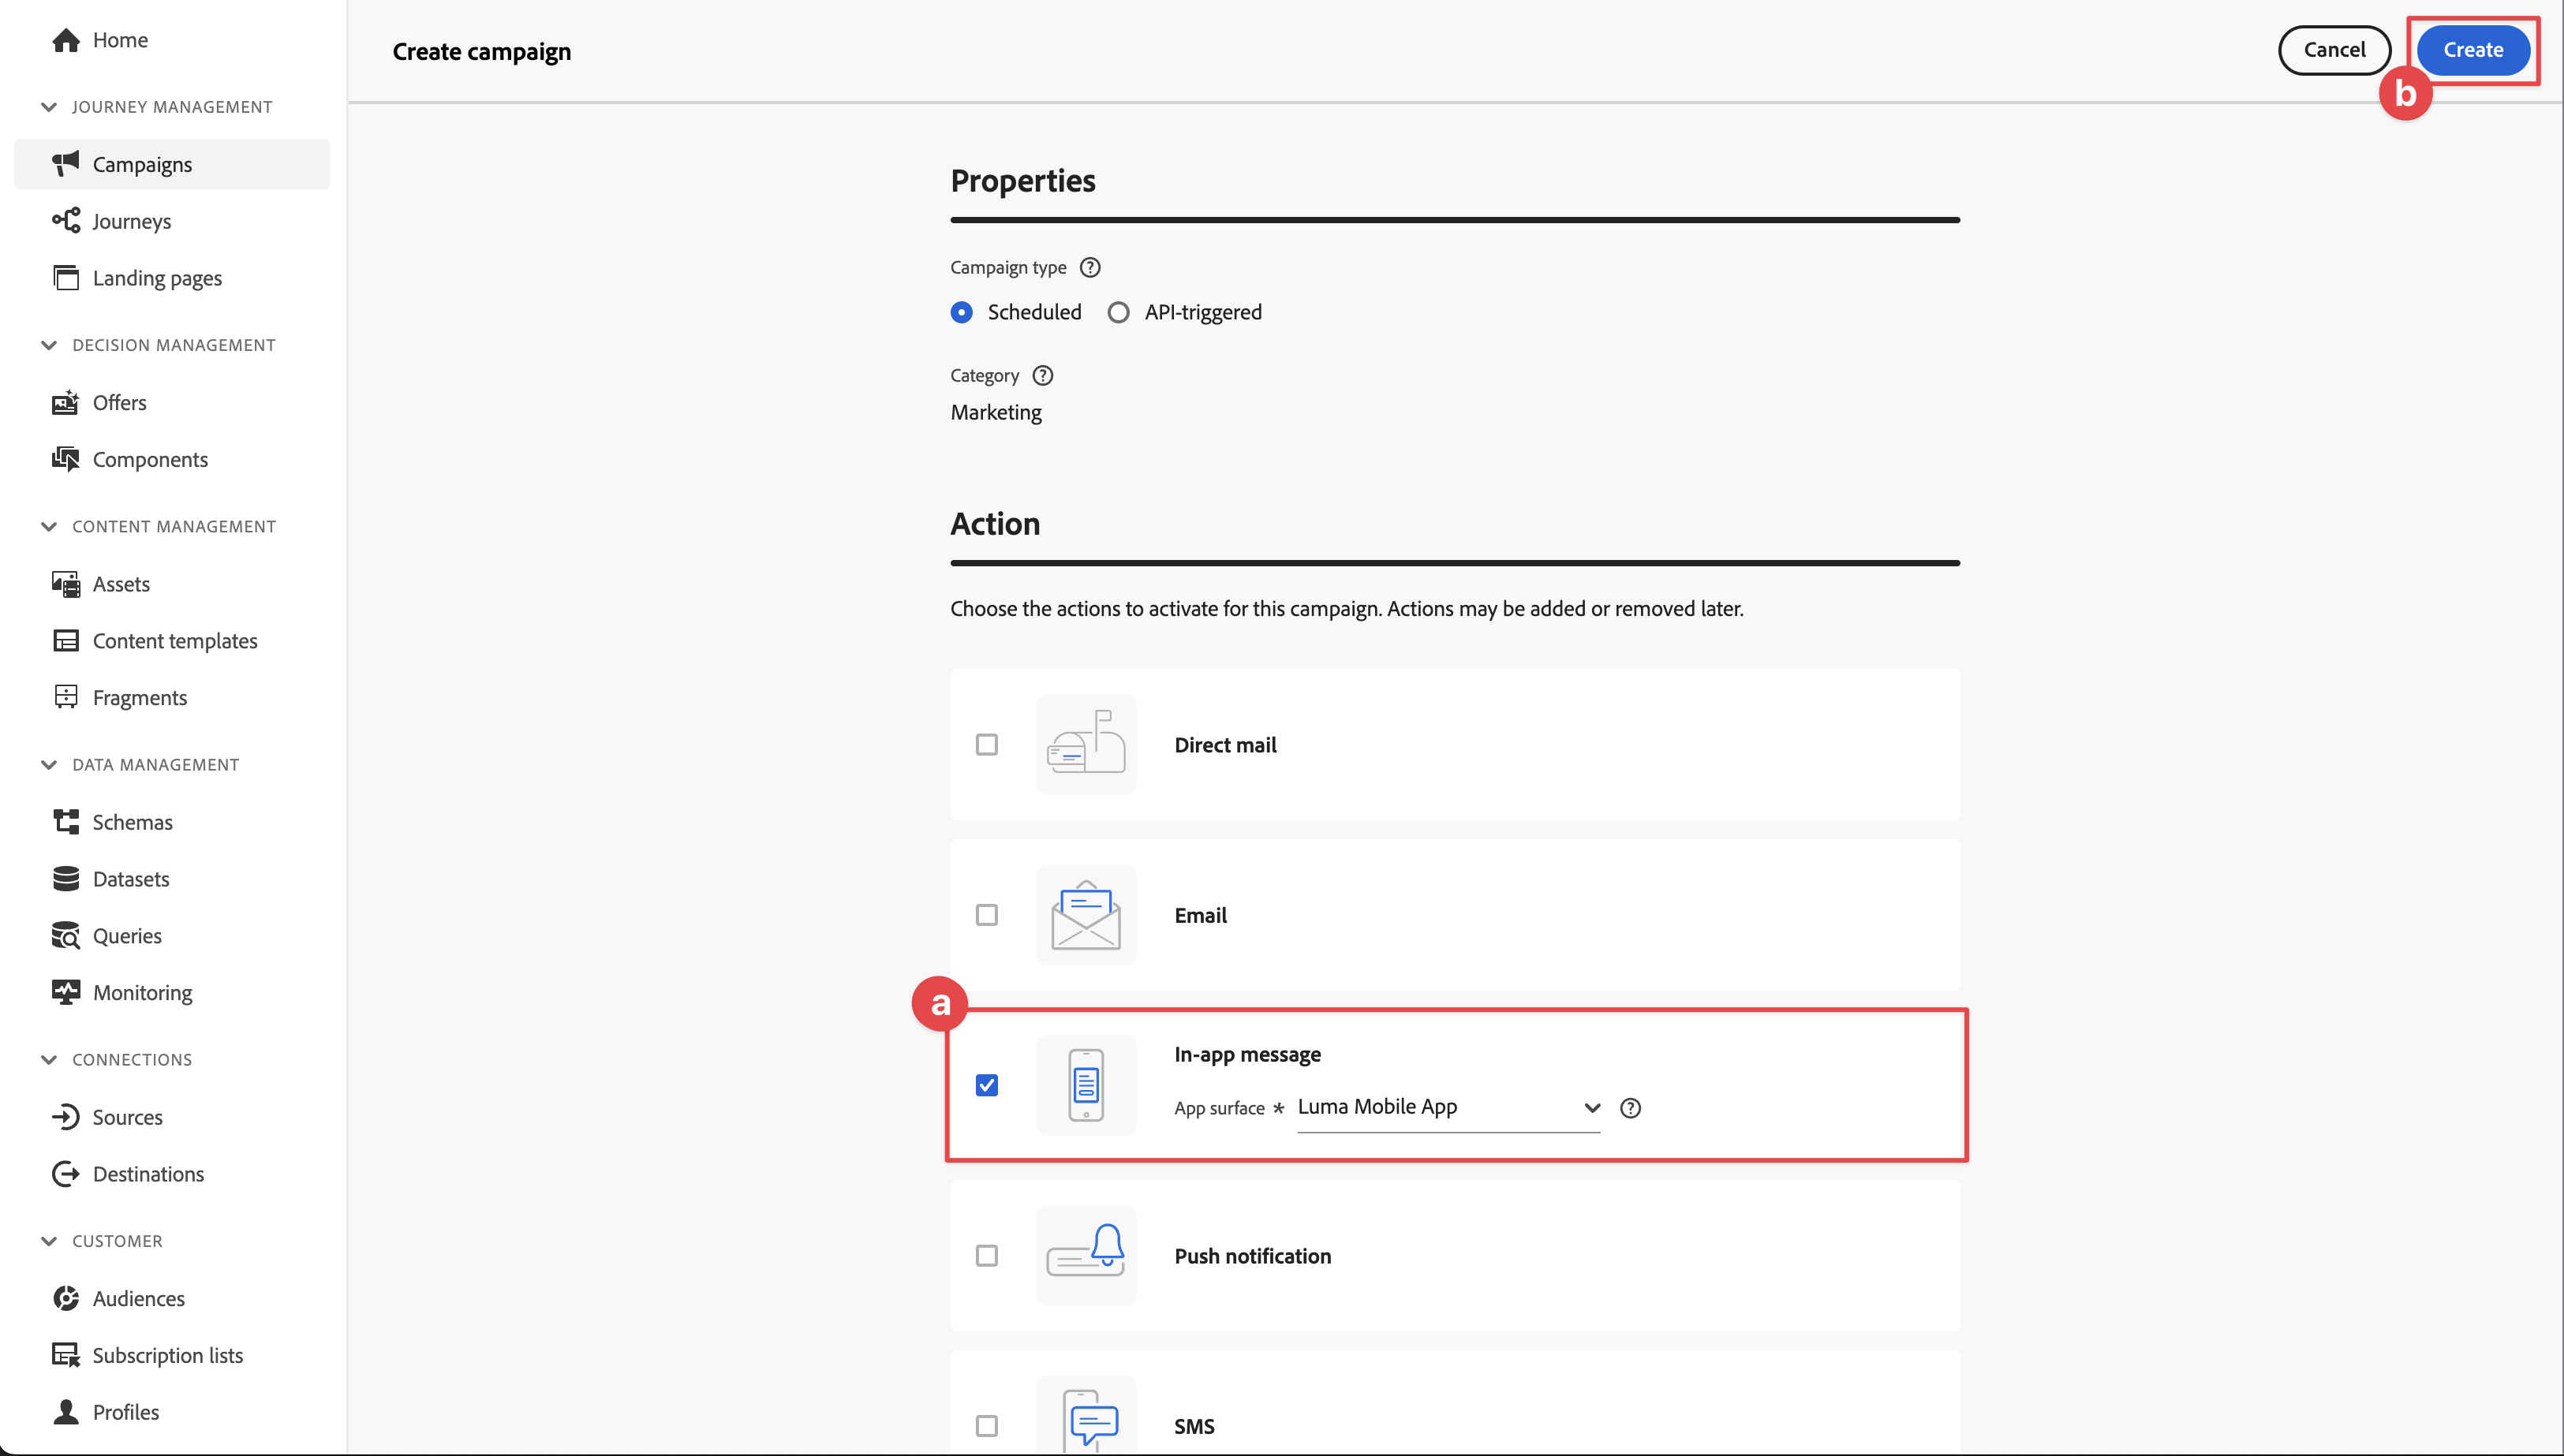 Home
JOURNEY MANAGEMENT
Campaigns
Journeys
Landing pages
DECISION MANAGEMENT
Offers
Components
CONTENT MANAGEMENT
Assets
Content templates
Fragments
DATA MANAGEMENT
Schemas
Datasets
Queries
Monitoring
CONNECTIONS
Sources
Destinations
CUSTOMER
Audiences
Subscription lists
Profiles
Create campaign
Cancel
Create
b
Properties
Campaign type ?
Scheduled API-triggered
Category ?
Marketing
Action
Choose the actions to activate for this campaign. Actions may be added or removed later.
Direct mail
Email
a
In-app message
App surface * Luma Mobile App ?
Push notification
SMS